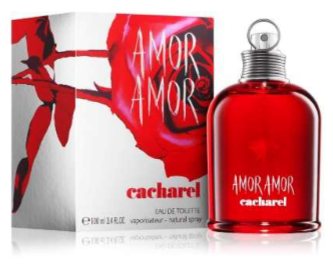 AMOR
AMOR
cacharel
EAU DE TOILETTE
vaporisateur - natural spray
AMOR AMOR
cacharel